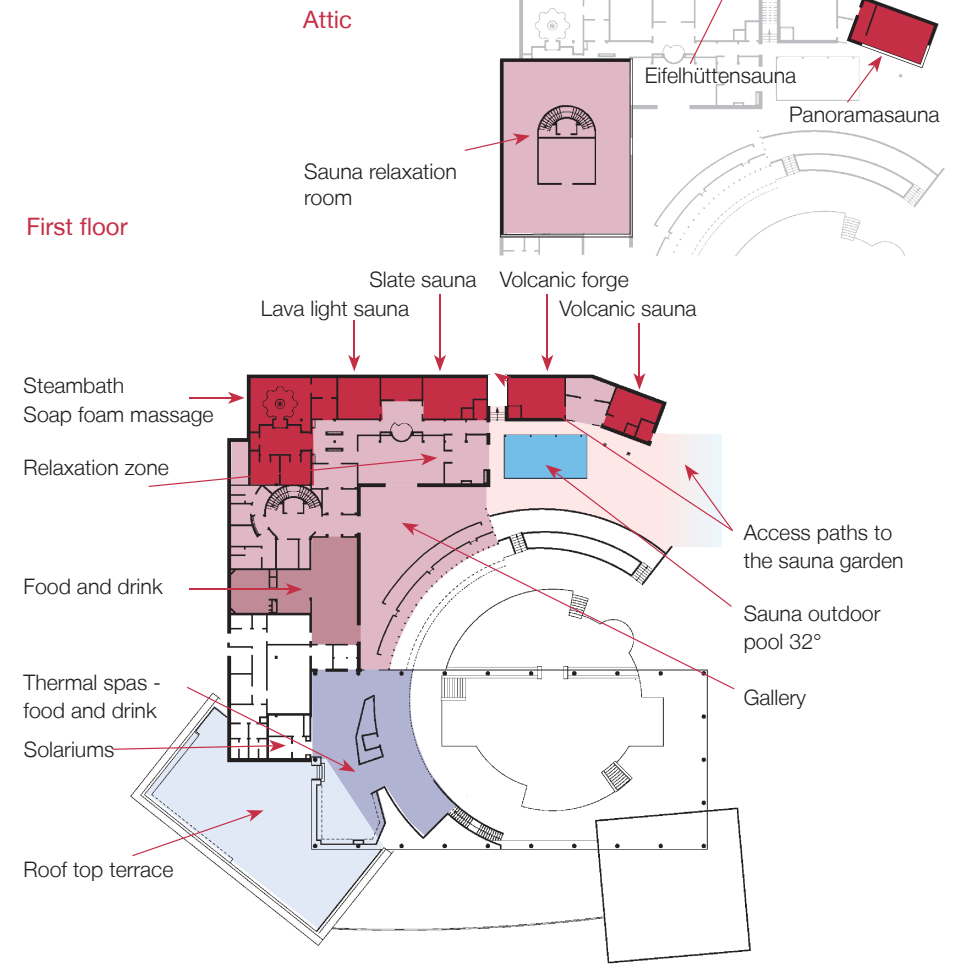 Attic
Eifelhüttensauna
Panoramasauna
Sauna relaxation
room
First floor
Slate sauna
Volcanic forge
Lava light sauna
Volcanic sauna
Steambath
Soap foam massage
Relaxation zone
Access paths to
the sauna garden
Food and drink
Sauna outdoor
pool 32°
Thermal spas -
food and drink
Gallery
Solariums
Roof top terrace